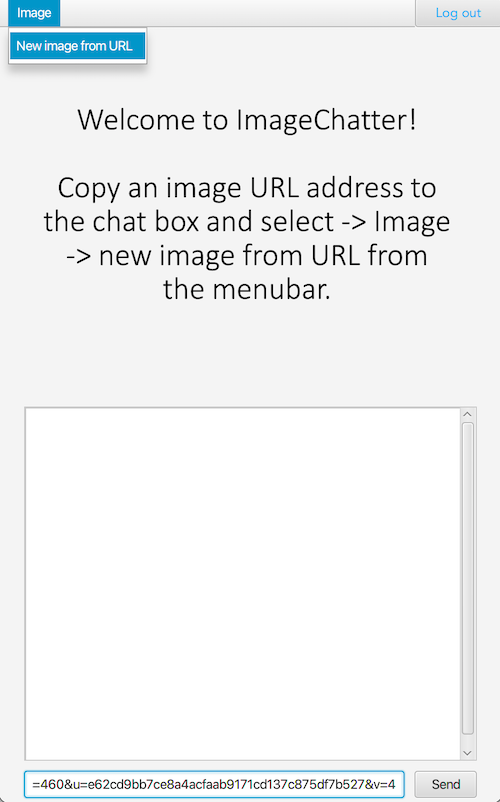 Image
Log out
New image from URL
Welcome to ImageChatter!
Copy an image URL address to
the chat box and select -> Image
-> new image from URL from
the menubar.
=460&u=e62cd9bb7ce8a4acfaab9171cd137c875df7b527&v=4
Send